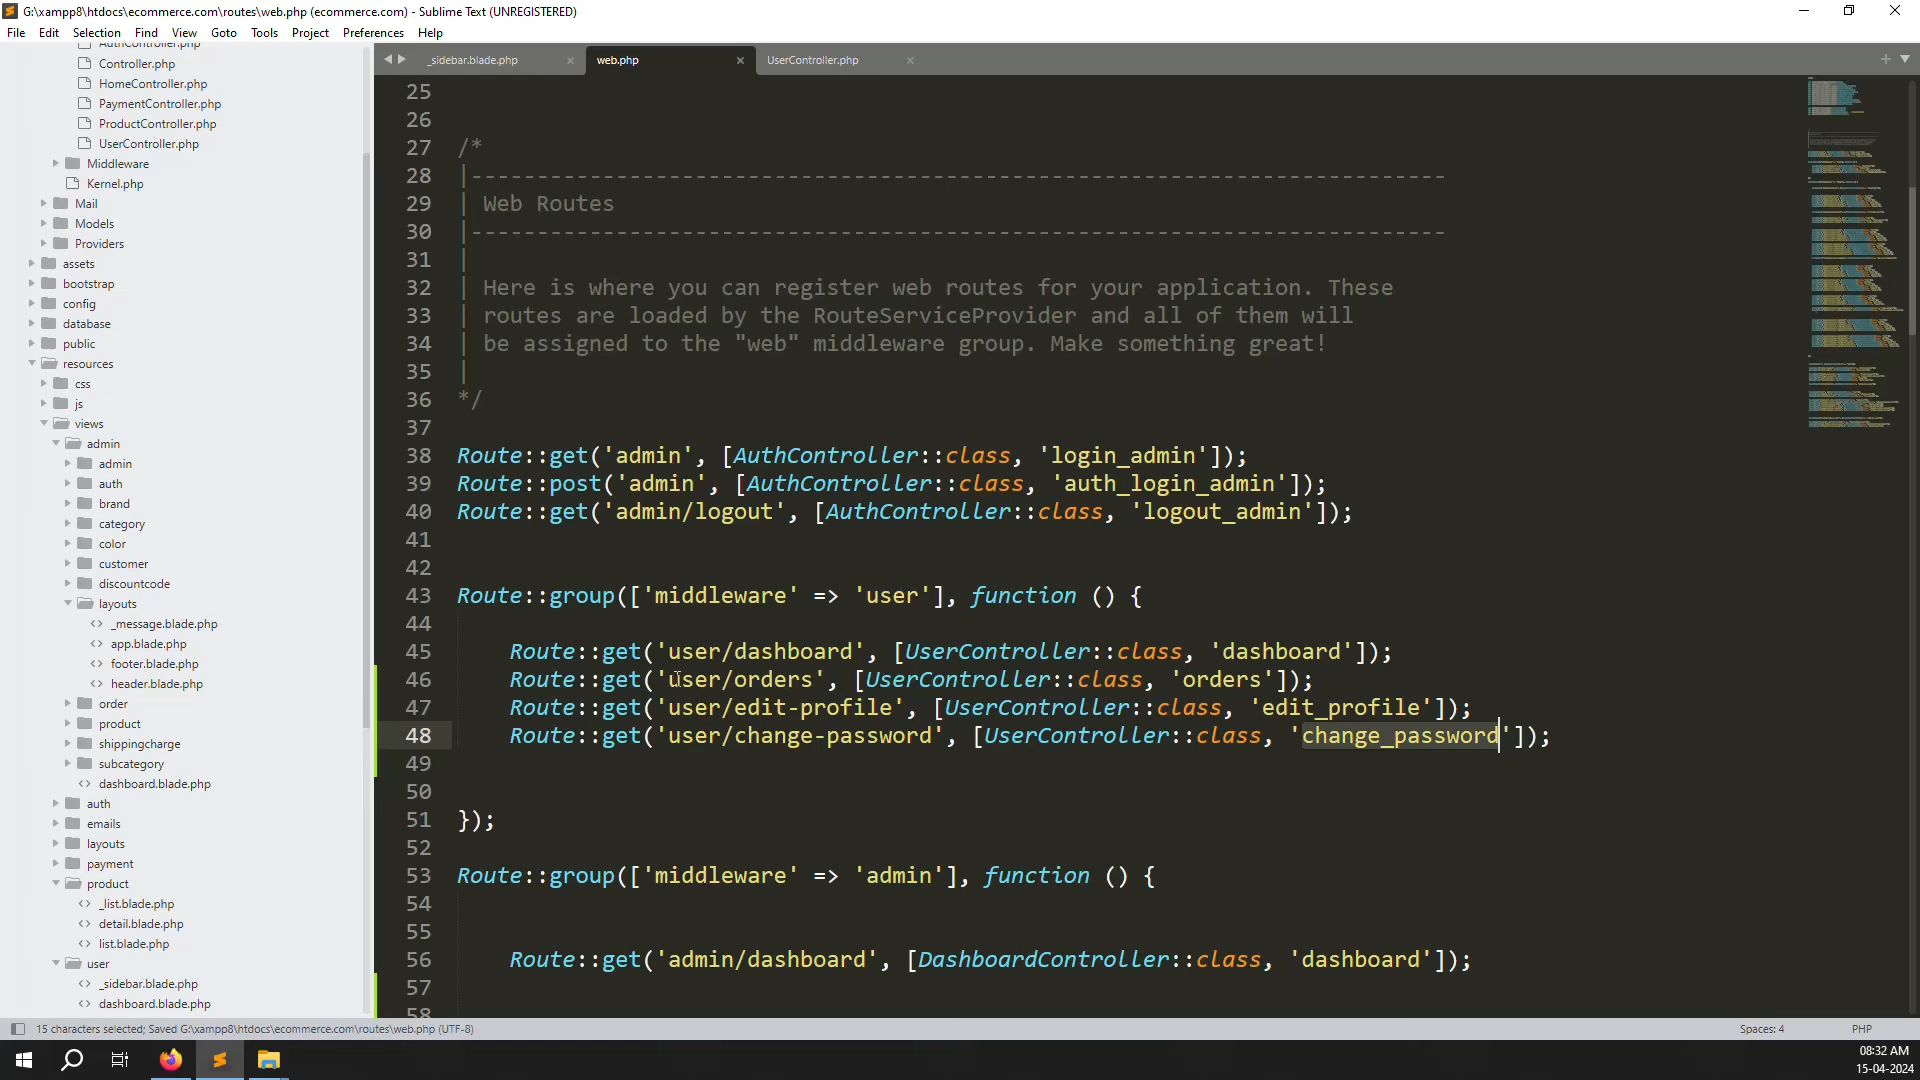 G:\xampp8\htdocs\ecommerce.com\routes\web.php (ecommerce.com) - Sublime Text (UNREGISTERED)
File Edit Selection Find View Goto Tools Project Preferences Help
AuthController.php
Controller.php
HomeController.php
PaymentController.php
ProductController.php
UserController.php
Middleware
Kernel.php
Mail
Models
Providers
assets
bootstrap
config
database
public
resources
css
js
views
admin
admin
auth
brand
category
color
customer
discountcode
layouts
_message.blade.php
app.blade.php
footer.blade.php
header.blade.php
order
product
shippingcharge
subcategory
dashboard.blade.php
auth
emails
layouts
payment
product
_list.blade.php
detail.blade.php
list.blade.php
user
_sidebar.blade.php
dashboard.blade.php
_sidebar.blade.php web.php UserController.php
25
26
27 /*
28 |--------------------------------------------------------------------------
29 | Web Routes
30 |--------------------------------------------------------------------------
31 |
32 | Here is where you can register web routes for your application. These
33 | routes are loaded by the RouteServiceProvider and all of them will
34 | be assigned to the "web" middleware group. Make something great!
35 |
36 */
37
38 Route::get('admin', [AuthController::class, 'login_admin']);
39 Route::post('admin', [AuthController::class, 'auth_login_admin']);
40 Route::get('admin/logout', [AuthController::class, 'logout_admin']);
41
42
43 Route::group(['middleware' => 'user'], function () {
44
45 Route::get('user/dashboard', [UserController::class, 'dashboard']);
46 Route::get('user/orders', [UserController::class, 'orders']);
47 Route::get('user/edit-profile', [UserController::class, 'edit_profile']);
48 Route::get('user/change-password', [UserController::class, 'change_password']);
49
50
51 });
52
53 Route::group(['middleware' => 'admin'], function () {
54
55
56 Route::get('admin/dashboard', [DashboardController::class, 'dashboard']);
57
58
15 characters selected; Saved G:\xampp8\htdocs\ecommerce.com\routes\web.php (UTF-8)
Spaces: 4 PHP
08:32 AM
15-04-2024